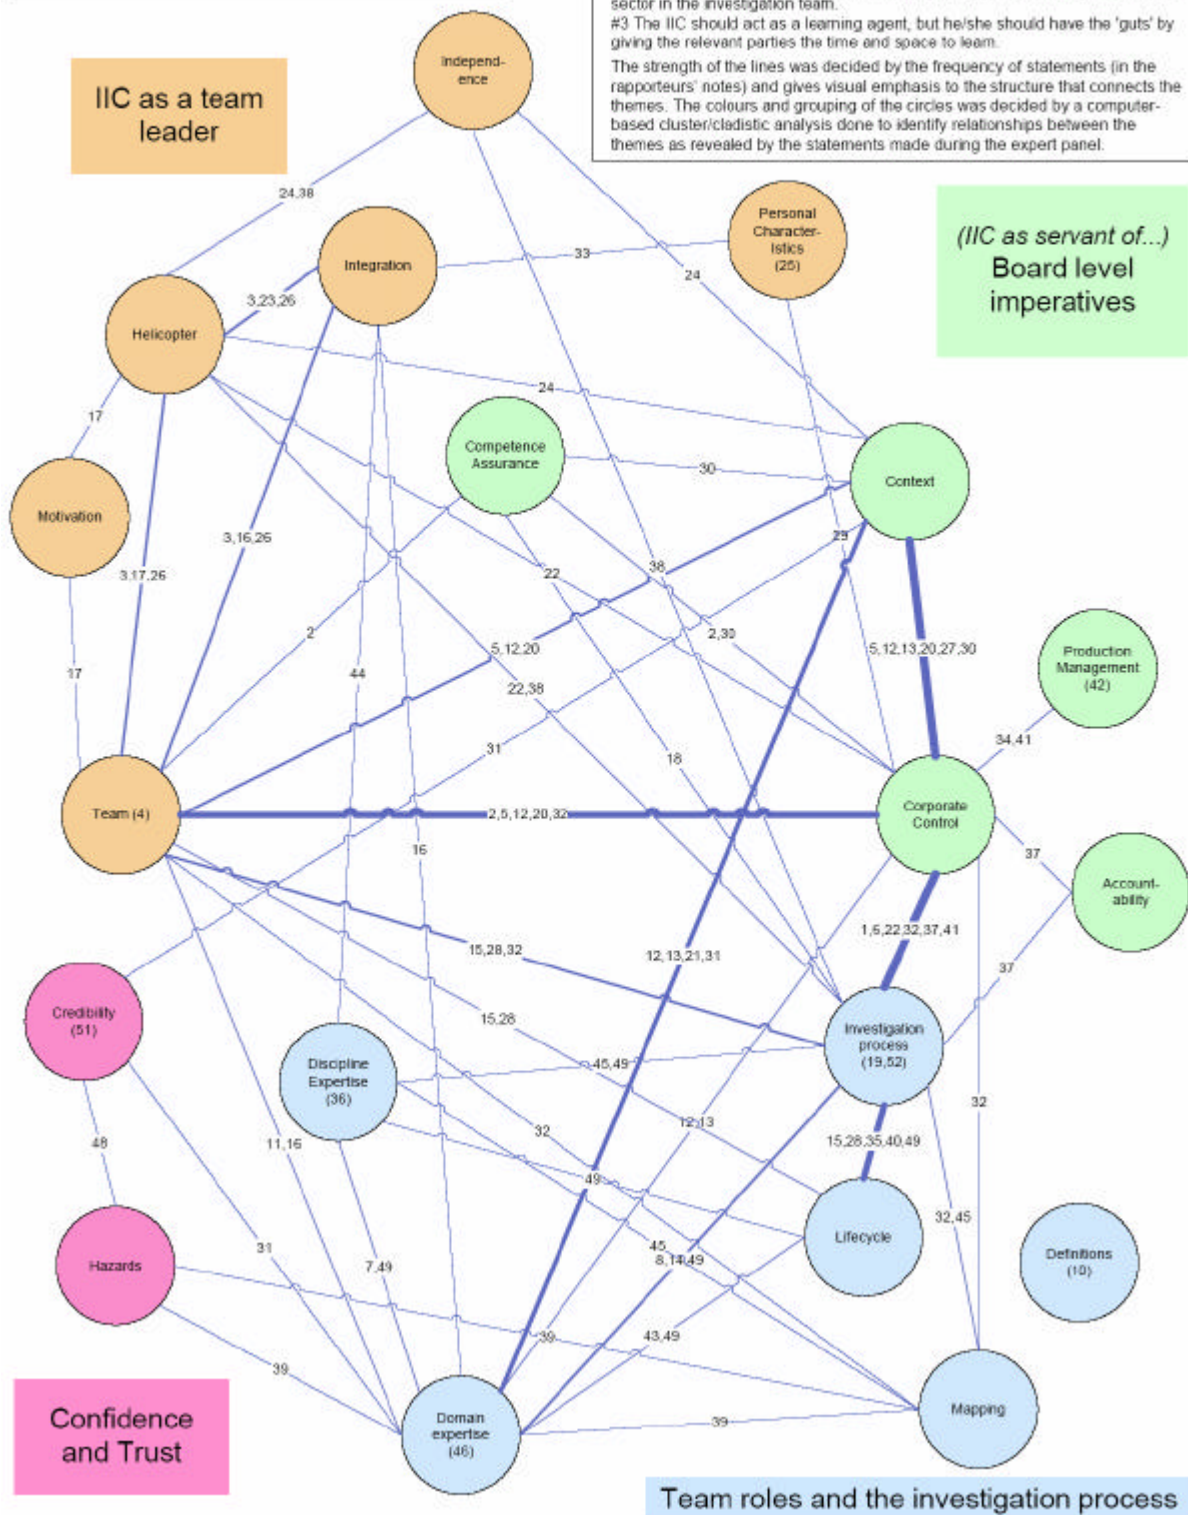 sector in the investigation team.
#3 The IIC should act as a learning agent, but he/she should have the 'guts' by
giving the relevant parties the time and space to learn.
The strength of the lines was decided by the frequency of statements (in the
rapporteurs' notes) and gives visual emphasis to the structure that connects the
themes. The colours and grouping of the circles was decided by a computer-
based cluster/cladistic analysis done to identify relationships between the
themes as revealed by the statements made during the expert panel.
IIC as a team
leader
Independ-
ence
24,38
Personal
Character-
istics
(25)
(IIC as servant of...)
Board level
imperatives
Integration
33
24
3,23,26
Helicopter
24
17
Competence
Assurance
30
Context
Motivation
3,16,26
29
3,17,26
22
38
2
2,30
5,12,20
5,12,13,20,27,30
Production
Management
(42)
17
44
22,38
34,41
31
18
Team (4)
2,5,12,20,32
Corporate
Control
16
37
Account-
ability
1,6,22,32,37,41
15,28,32
12,13,21,31
37
Credibility
(51)
15,28
Investigation
process
(19,52)
Discipline
Expertise
(36)
45,49
32
12,13
48
11,16
32
15,28,35,40,49
49
32,45
Lifecycle
31
45
8,14,49
Definitions
(10)
Hazards
7,49
39
43,49
39
Confidence
and Trust
Domain
expertise
(46)
39
Mapping
Team roles and the investigation process